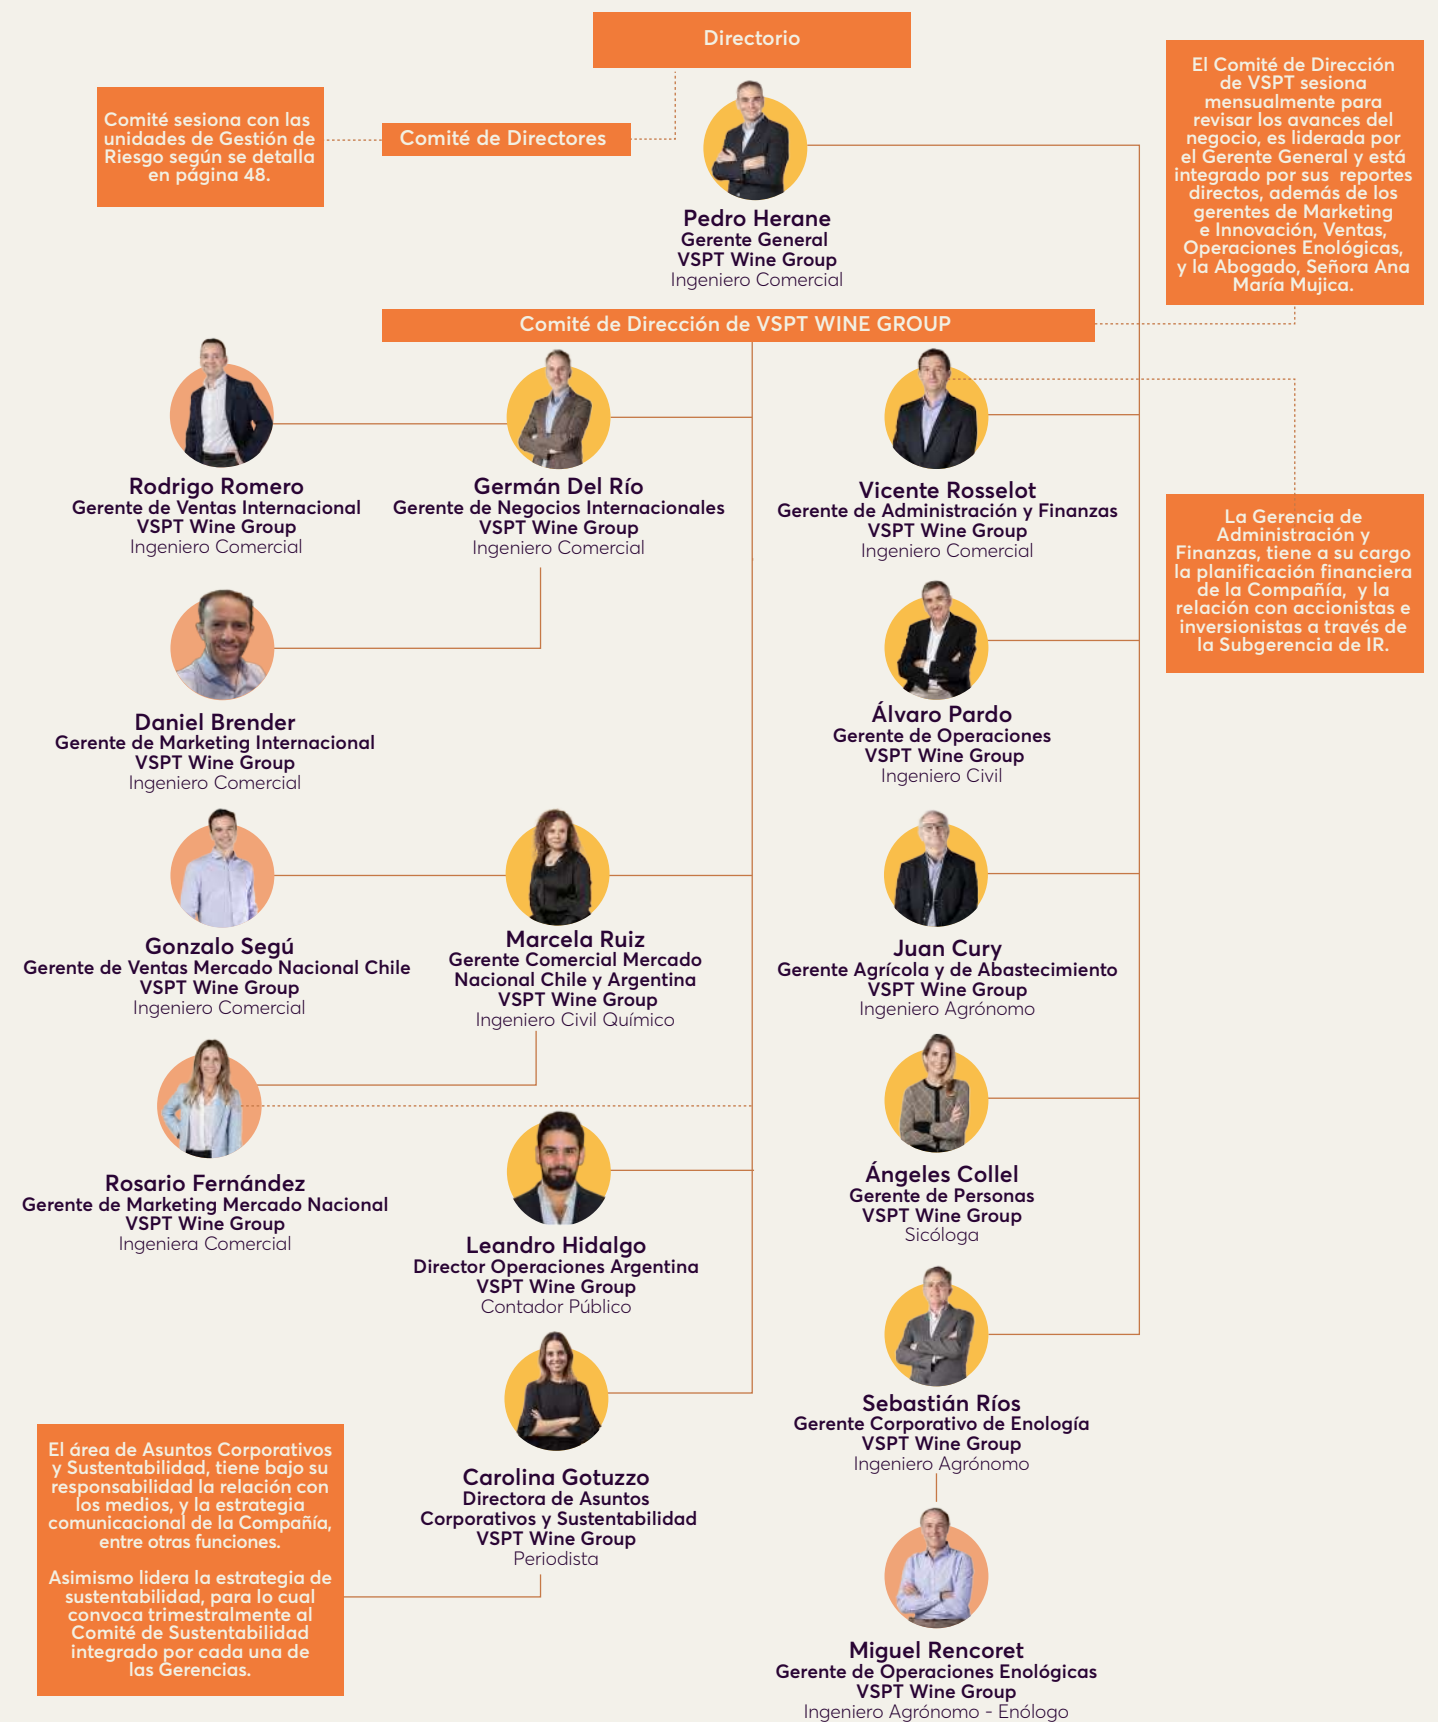 Directorio
Comité sesiona con las
unidades de Gestión de
Riesgo según se detalla
en página 48.
Comité de Directores
El Comité de Dirección
de VSPT sesiona
mensualmente para
revisar los avances del
negocio, es liderada por
el Gerente General y está
integrado por sus reportes
directos, además de los
gerentes de Marketing
e Innovación, Ventas,
Operaciones Enológicas,
y la Abogado, Señora Ana
María Mujica.
Pedro Herane
Gerente General
VSPT Wine Group
Ingeniero Comercial
Comité de Dirección de VSPT WINE GROUP
Rodrigo Romero
Gerente de Ventas Internacional
VSPT Wine Group
Ingeniero Comercial
Germán Del Río
Gerente de Negocios Internacionales
VSPT Wine Group
Ingeniero Comercial
Vicente Rosselot
Gerente de Administración y Finanzas
VSPT Wine Group
Ingeniero Comercial
La Gerencia de
Administración y
Finanzas, tiene a su cargo
la planificación financiera
de la Compañía, y la
relación con accionistas e
inversionistas a través de
la Subgerencia de IR.
Daniel Brender
Gerente de Marketing Internacional
VSPT Wine Group
Ingeniero Comercial
Álvaro Pardo
Gerente de Operaciones
VSPT Wine Group
Ingeniero Civil
Gonzalo Segú
Gerente de Ventas Mercado Nacional Chile
VSPT Wine Group
Ingeniero Comercial
Marcela Ruiz
Gerente Comercial Mercado
Nacional Chile y Argentina
VSPT Wine Group
Ingeniero Civil Químico
Juan Cury
Gerente Agrícola y de Abastecimiento
VSPT Wine Group
Ingeniero Agrónomo
Rosario Fernández
Gerente de Marketing Mercado Nacional
VSPT Wine Group
Ingeniera Comercial
Leandro Hidalgo
Director Operaciones Argentina
VSPT Wine Group
Contador Público
Ángeles Collel
Gerente de Personas
VSPT Wine Group
Sicóloga
Sebastián Ríos
Gerente Corporativo de Enología
VSPT Wine Group
Ingeniero Agrónomo
El área de Asuntos Corporativos
y Sustentabilidad, tiene bajo su
responsabilidad la relación con
los medios, y la estrategia
comunicacional de la Compañía,
entre otras funciones.
Asimismo lidera la estrategia de
sustentabilidad, para lo cual
convoca trimestralmente al
Comité de Sustentabilidad
integrado por cada una de
las Gerencias.
Carolina Gotuzzo
Directora de Asuntos
Corporativos y Sustentabilidad
VSPT Wine Group
Periodista
Miguel Rencoret
Gerente de Operaciones Enológicas
VSPT Wine Group
Ingeniero Agrónomo - Enólogo